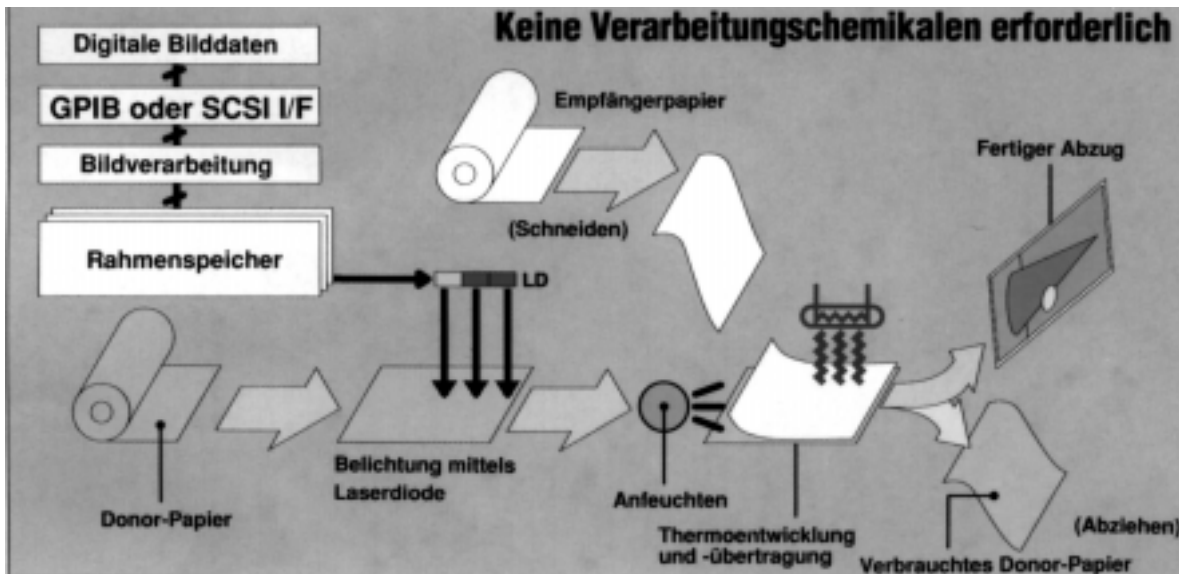 Keine Verarbeitungschemikalen erforderlich
Digitale Bilddaten
GPIB oder SCSI I/F
Bildverarbeitung
Rahmenspeicher
Empfängerpapier
(Schneiden)
Fertiger Abzug
LD
Donor-Papier
Belichtung mittels
Laserdiode
Anfeuchten
Thermoentwicklung
und -übertragung
Verbrauchtes Donor-Papier
(Abziehen)